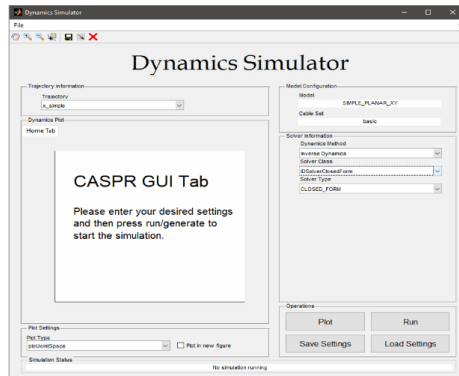 Dynamics Simulator
File
Dynamics Simulator
Trajectory Information
Trajectory
x_simple
Dynamics Plot
Home Tab
CASPR GUI Tab
Please enter your desired settings
and then press run/generate to
start the simulation.
Plot Settings
Plot Type
Plot in new figure
Simulation Status
No simulation running
Model Configuration
Model
SIMPLE_PLANAR_XY
Cable Set
basic
Solver Information
Dynamics Method
Inverse Dynamics
Solver Class
IDSolverClosedForm
Solver Type
CLOSED_FORM
Operations
Plot
Run
Save Settings
Load Settings